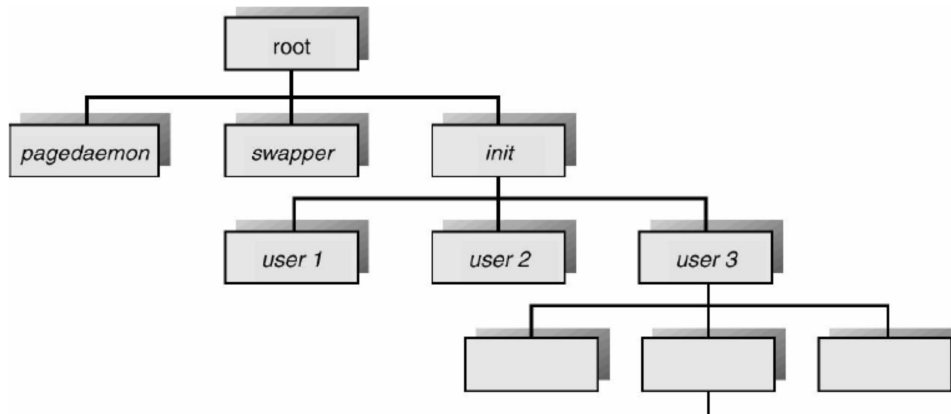 root
pagedaemon swapper init
user 1 user 2 user 3